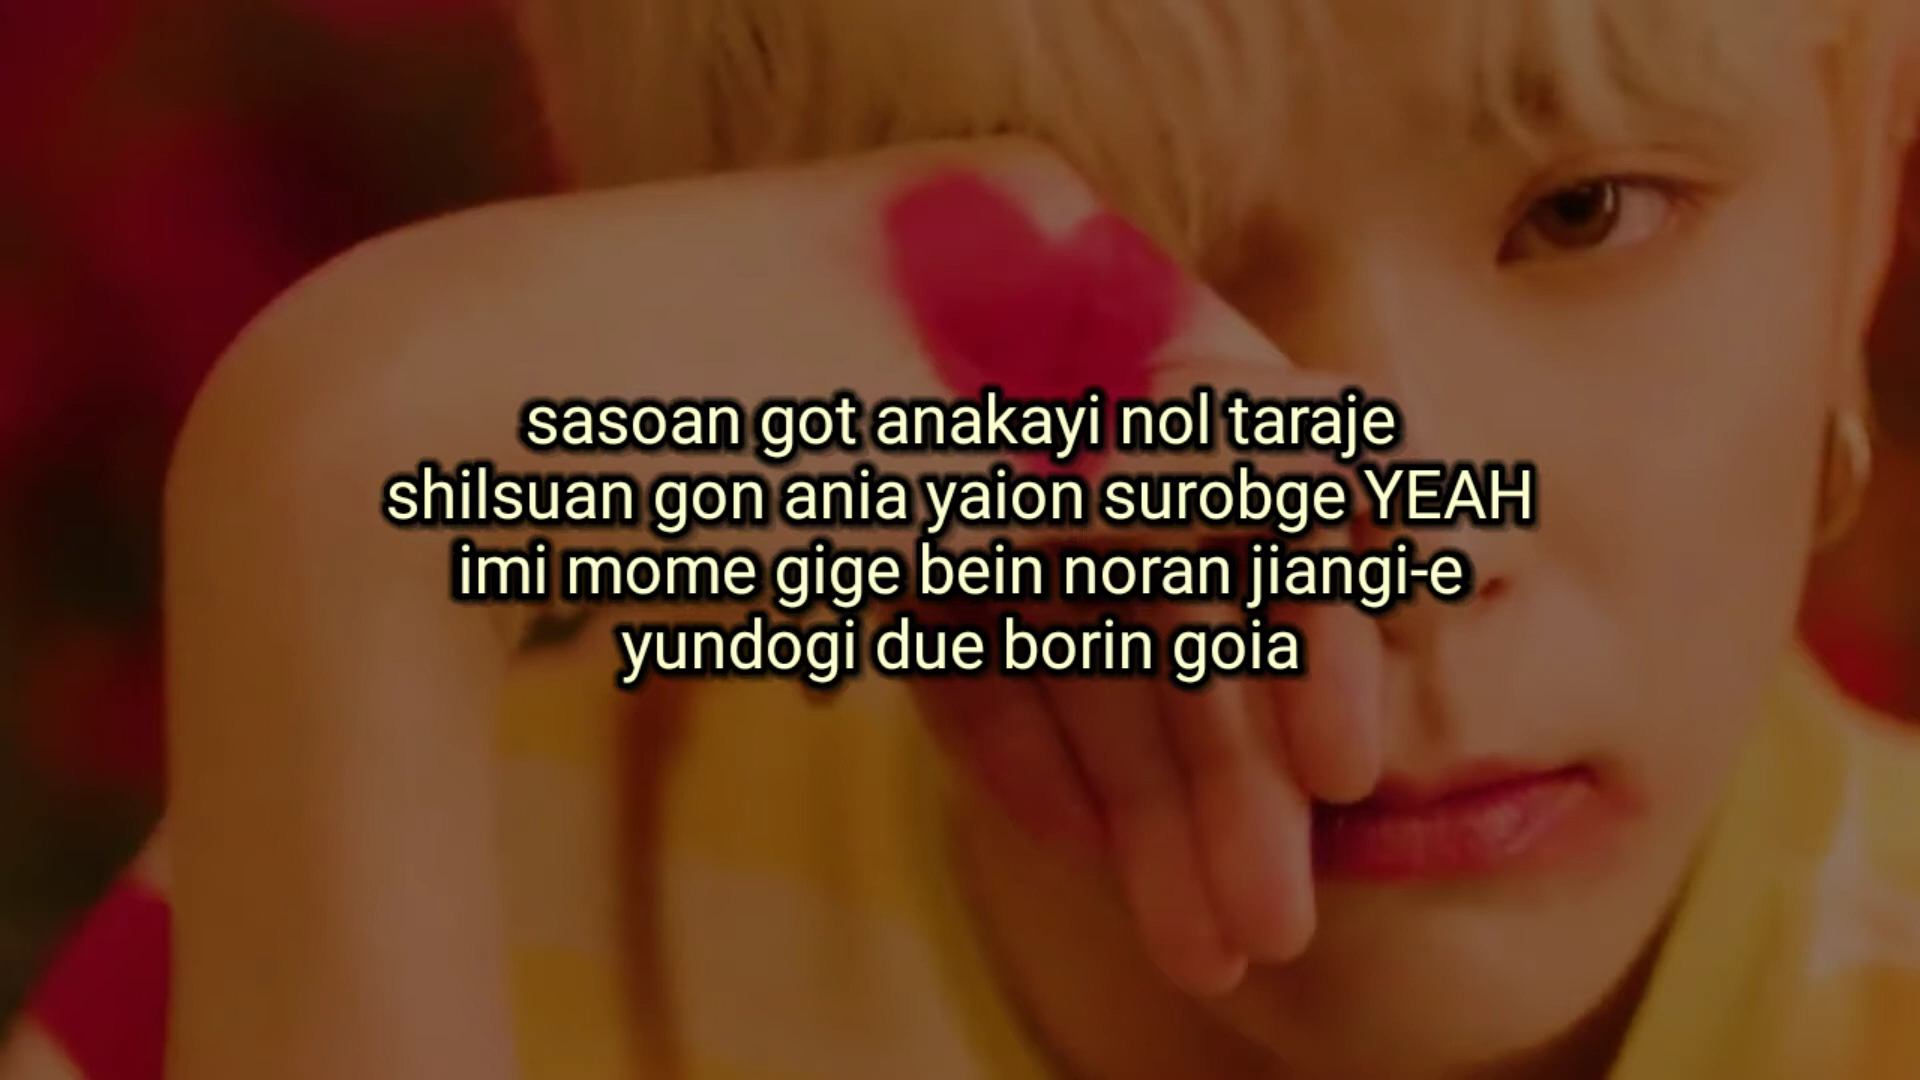 sasoan got anakayi nol taraje
shilsuan gon ania yaion surobge YEAH
imi mome gige bein noran jiangi-e
yundogi due borin goia